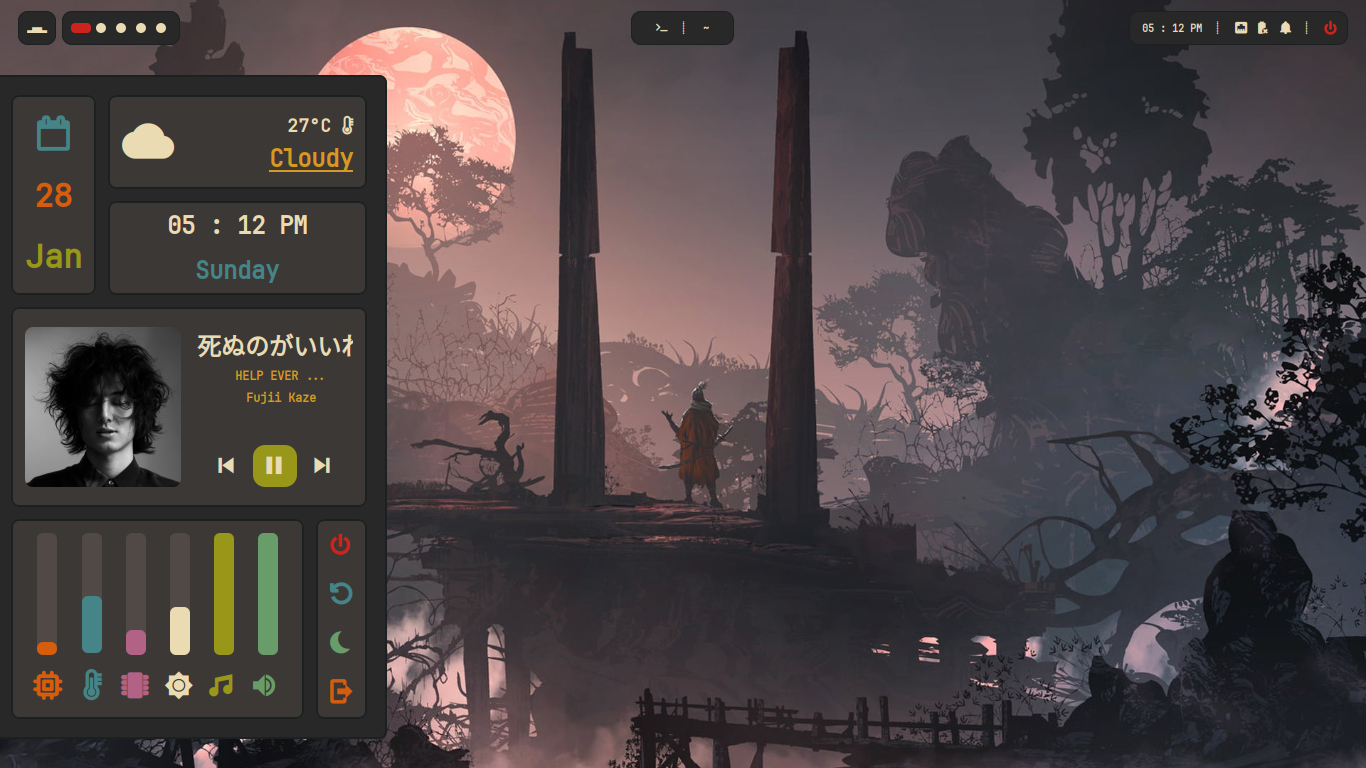 >_ ┆ ~
05 : 12 PM
27°C
Cloudy
28
Jan
05 : 12 PM
Sunday
死ぬのがいい
HELP EVER ...
Fujii Kaze